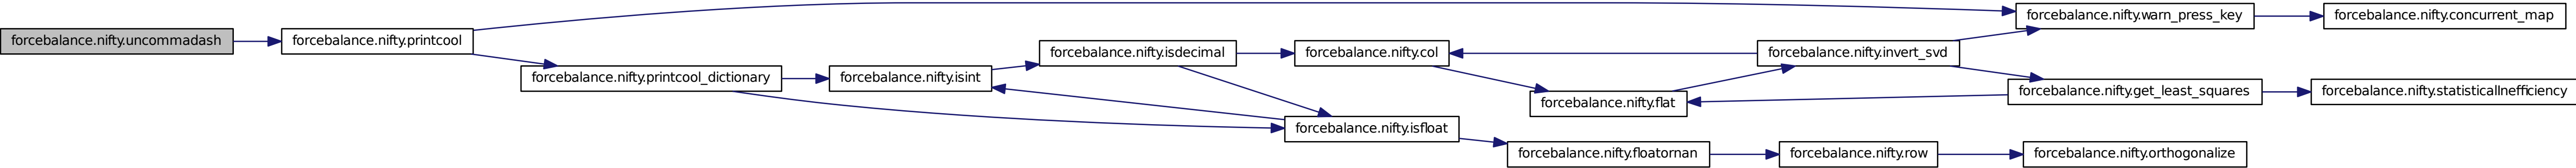 forcebalance.nifty.uncommadash
forcebalance.nifty.printcool
forcebalance.nifty.printcool_dictionary
forcebalance.nifty.isint
forcebalance.nifty.isdecimal
forcebalance.nifty.col
forcebalance.nifty.isfloat
forcebalance.nifty.flat
forcebalance.nifty.floatornan
forcebalance.nifty.invert_svd
forcebalance.nifty.row
forcebalance.nifty.warn_press_key
forcebalance.nifty.get_least_squares
forcebalance.nifty.orthogonalize
forcebalance.nifty.concurrent_map
forcebalance.nifty.statisticalInefficiency